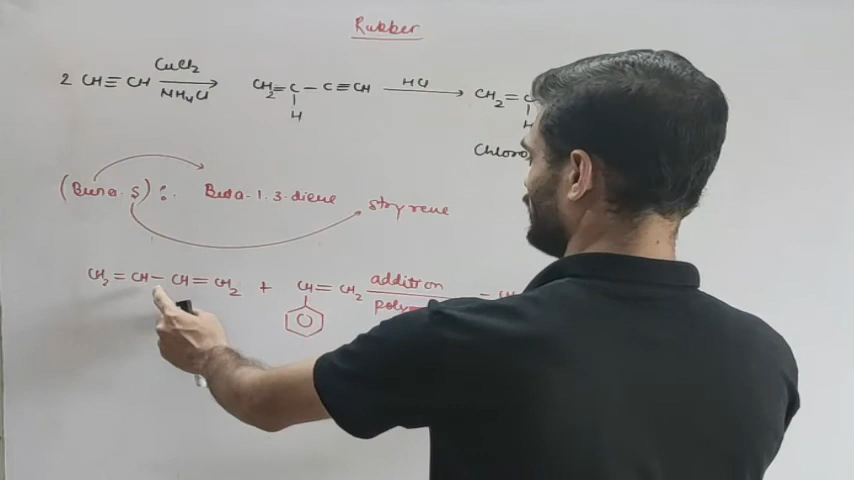 Rubber
2 CH≡CH CuCl2 NH4Cl CH2=C-C≡CH HCl CH2=C
H H
Chloro
(Buna.S): Buta-1.3-diene styrene
CH2=CH-CH=CH2 + CH=CH2 addition
poly